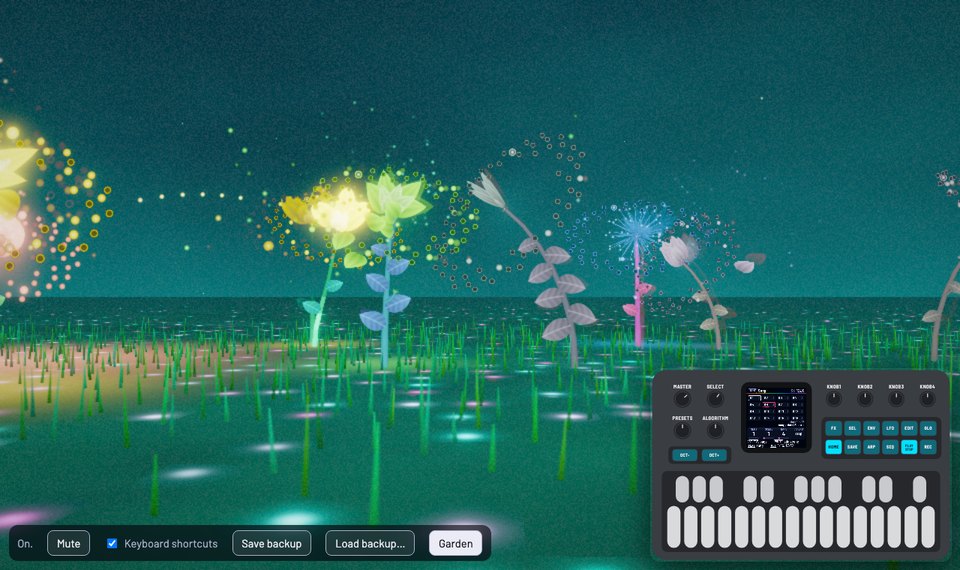 MASTER SELECT
KNOB1 KNOB2 KNOB3 KNOB4
PRESETS ALGORITHM
FX SEL ENV LFO EDIT GLO
HOME SAVE ARP SEQ REC
OCT- OCT+
On. Mute Keyboard shortcuts Save backup Load backup... Garden